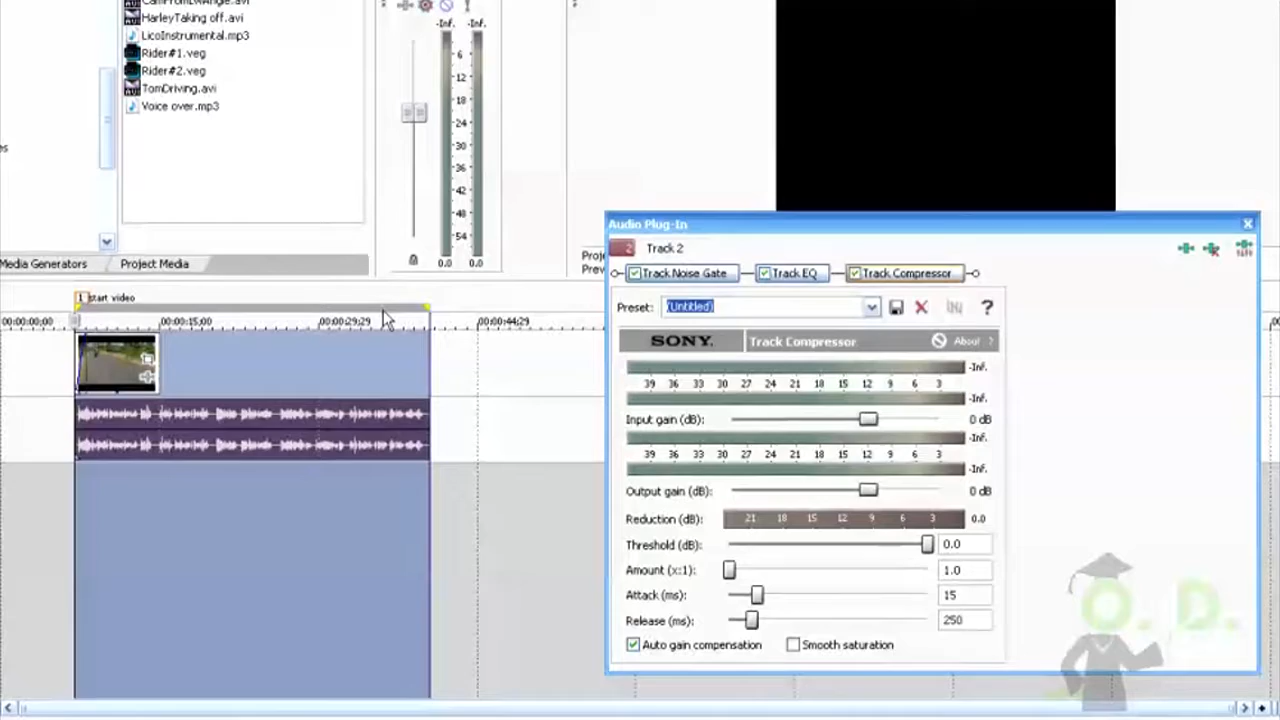 CamFromLwAngle.avi
HarleyTaking off.avi
LicoInstrumental.mp3
Rider#1.veg
Rider#2.veg
TomDriving.avi
Voice over.mp3
Media Generators
Project Media
-Inf. -Inf.
6
12
18
24
30
36
42
48
54
0.0 0.0
Audio Plug-In
2 Track 2
Track Noise Gate Track EQ Track Compressor
Preset: (Untitled)
SONY. Track Compressor About ?
-Inf.
39 36 33 30 27 24 21 18 15 12 9 6 3
-Inf.
Input gain (dB): 0 dB
-Inf.
39 36 33 30 27 24 21 18 15 12 9 6 3
-Inf.
Output gain (dB): 0 dB
Reduction (dB): 21 18 15 12 9 6 3 0.0
Threshold (dB): 0.0
Amount (x:1): 1.0
Attack (ms): 15
Release (ms): 250
Auto gain compensation Smooth saturation
1 start video
00:00:00;00 00:00:15;00 00:00:29;29 00:00:44;29
O. D.